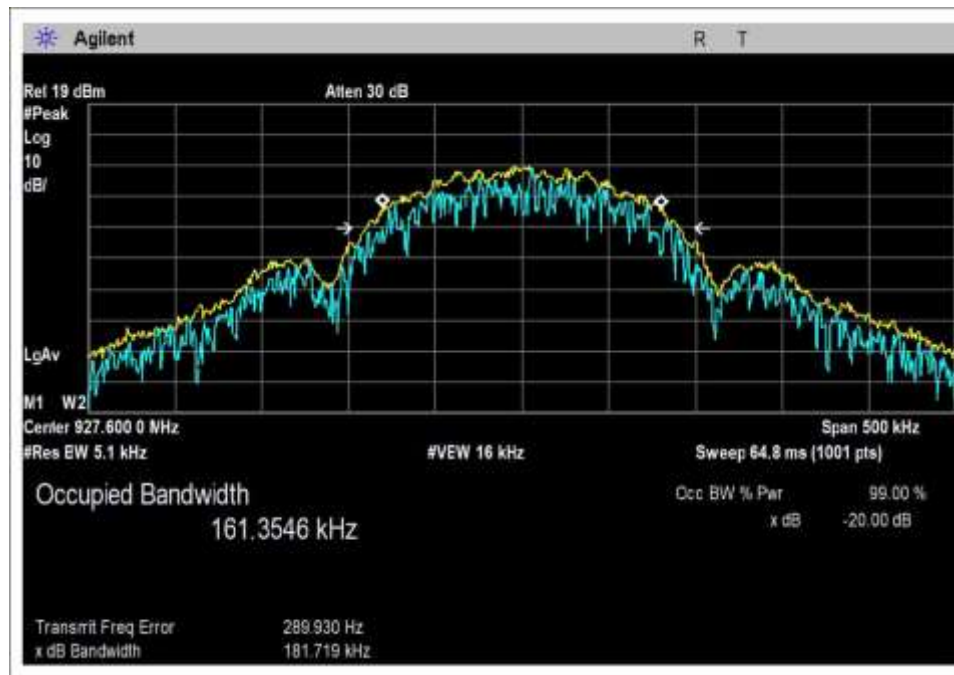 Agilent
R T
Ref 19 dBm Atten 30 dB
#Peak
Log
10
dB/
LgAv
M1 W2
Center 927.600 0 MHz Span 500 kHz
#Res BW 5.1 kHz #VBW 16 kHz Sweep 64.8 ms (1001 pts)
Occupied Bandwidth
161.3546 kHz
Occ BW % Pwr 99.00 %
x dB -20.00 dB
Transmit Freq Error 289.930 Hz
x dB Bandwidth 181.719 kHz